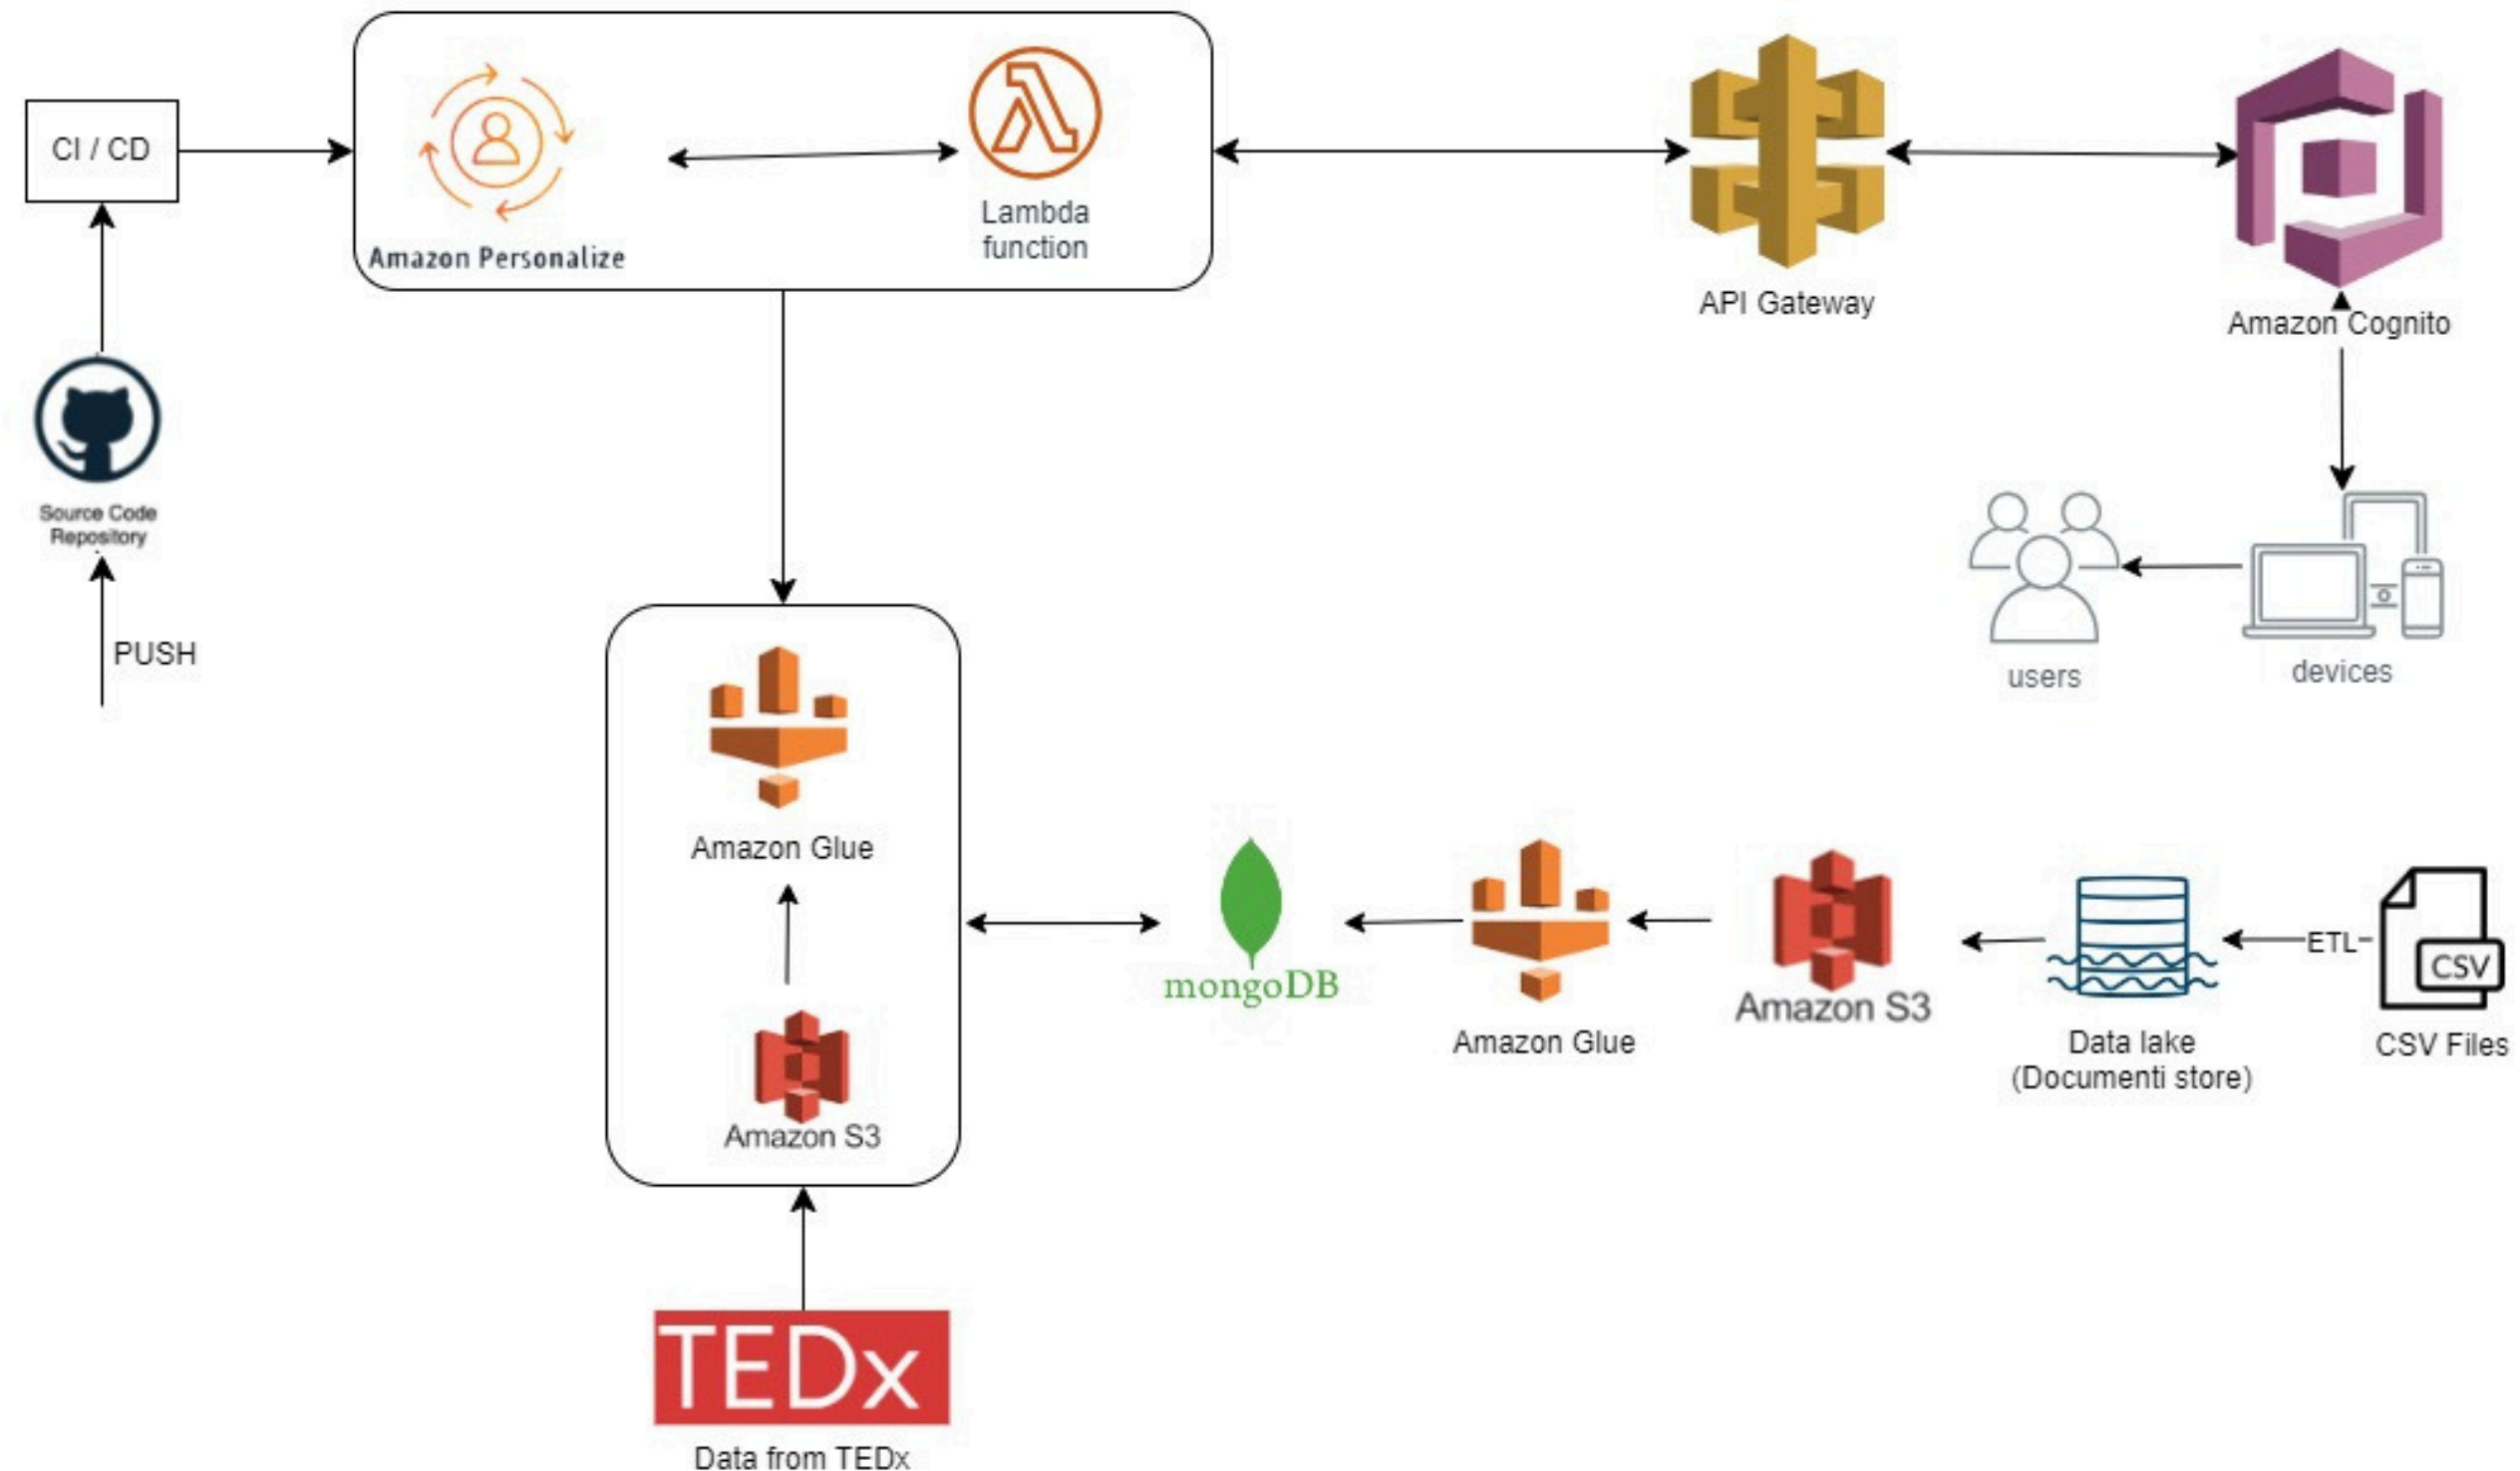 CI / CD
Amazon Personalize
Lambda
function
API Gateway
Amazon Cognito
Source Code
Repository
PUSH
users
devices
Amazon Glue
Amazon S3
mongoDB
Amazon Glue
Amazon S3
Data lake
(Documenti store)
ETL
CSV
CSV Files
TEDx
Data from TEDx